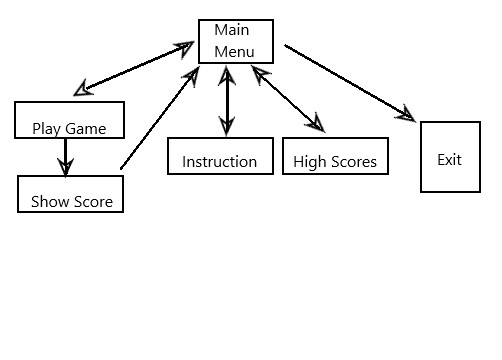 Main
Menu
Play Game
Instruction
High Scores
Exit
Show Score